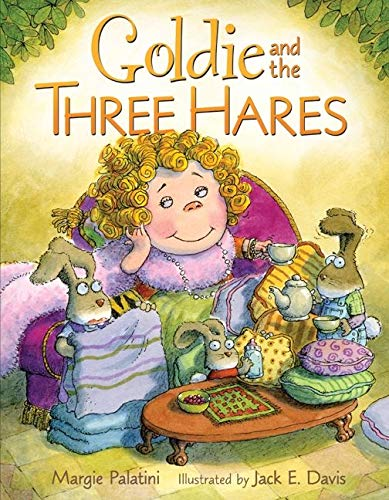 Goldie and the
THREE HARES
Margie Palatini Illustrated by Jack E. Davis